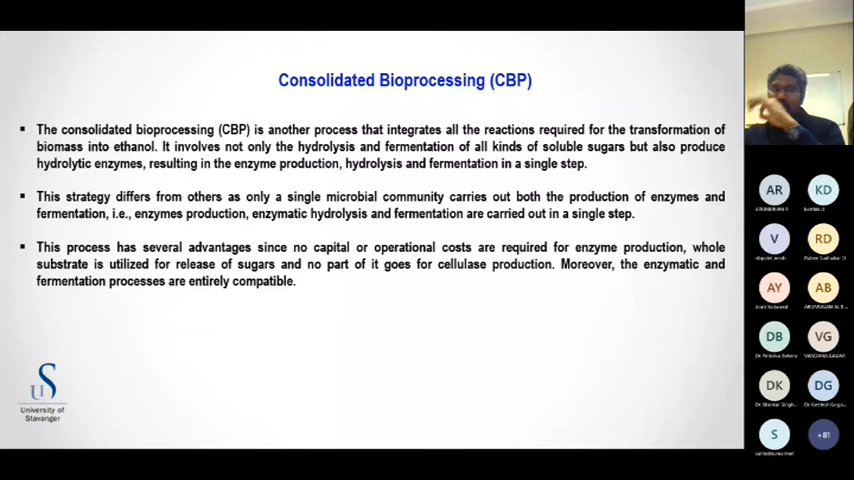 Consolidated Bioprocessing (CBP)
▪ The consolidated bioprocessing (CBP) is another process that integrates all the reactions required for the transformation of
biomass into ethanol. It involves not only the hydrolysis and fermentation of all kinds of soluble sugars but also produce
hydrolytic enzymes, resulting in the enzyme production, hydrolysis and fermentation in a single step.
▪ This strategy differs from others as only a single microbial community carries out both the production of enzymes and
fermentation, i.e., enzymes production, enzymatic hydrolysis and fermentation are carried out in a single step.
▪ This process has several advantages since no capital or operational costs are required for enzyme production, whole
substrate is utilized for release of sugars and no part of it goes for cellulase production. Moreover, the enzymatic and
fermentation processes are entirely compatible.
US
University of
Stavanger
AR KD
V RD
AY AB
DB VG
VANDANA
DK DG
S +81